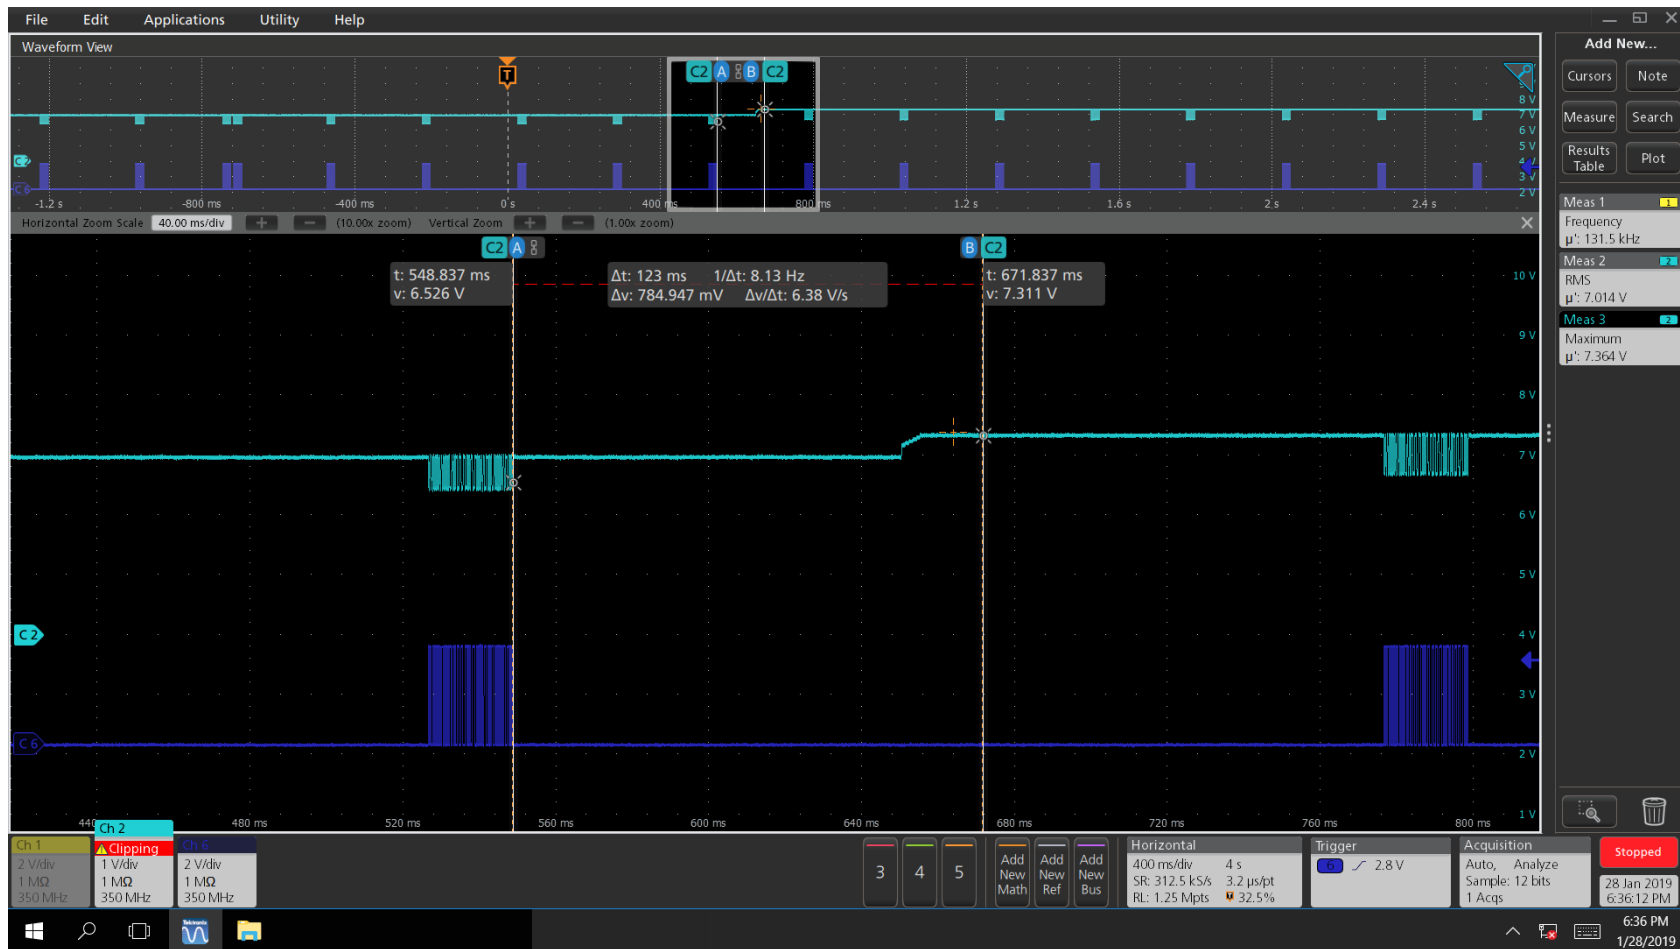 File Edit Applications Utility Help
Waveform View
Add New...
Cursors Note
Measure Search
Results Table Plot
C2 A B C2
T
8 V
7 V
6 V
5 V
4 V
3 V
2 V
C2
C 6
-1.2 s -800 ms -400 ms 0 s 400 ms 800 ms 1.2 s 1.6 s 2 s 2.4 s
Horizontal Zoom Scale 40.00 ms/div + − (10.00x zoom) Vertical Zoom + − (1.00x zoom)
C2 A B C2
t: 548.837 ms
v: 6.526 V
Δt: 123 ms 1/Δt: 8.13 Hz
Δv: 784.947 mV Δv/Δt: 6.38 V/s
t: 671.837 ms
v: 7.311 V
10 V
9 V
8 V
7 V
6 V
5 V
4 V
3 V
2 V
1 V
C 2
C 6
440 480 ms 520 ms 560 ms 600 ms 640 ms 680 ms 720 ms 760 ms 800 ms
Meas 1 1
Frequency
µ': 131.5 kHz
Meas 2 2
RMS
µ': 7.014 V
Meas 3 2
Maximum
µ': 7.364 V
Ch 1
2 V/div
1 MΩ
350 MHz
Ch 2
Clipping
1 V/div
1 MΩ
350 MHz
Ch 6
2 V/div
1 MΩ
350 MHz
3 4 5
Add New Math
Add New Ref
Add New Bus
Horizontal
400 ms/div 4 s
SR: 312.5 kS/s 3.2 µs/pt
RL: 1.25 Mpts 32.5%
Trigger
6 2.8 V
Acquisition
Auto, Analyze
Sample: 12 bits
1 Acqs
Stopped
28 Jan 2019
6:36:12 PM
Tektronix
6:36 PM
1/28/2019